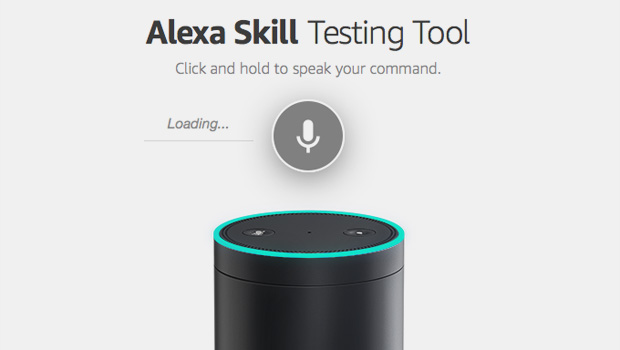 Alexa Skill Testing Tool
Click and hold to speak your command.
Loading...